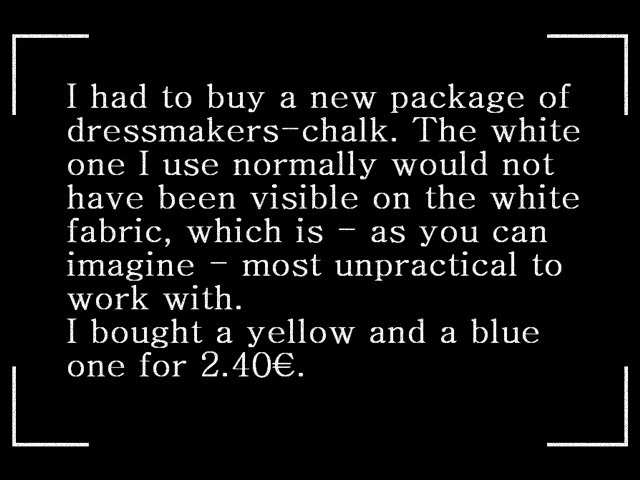 I had to buy a new package of
dressmakers-chalk. The white
one I use normally would not
have been visible on the white
fabric, which is - as you can
imagine - most unpractical to
work with.
I bought a yellow and a blue
one for 2.40€.